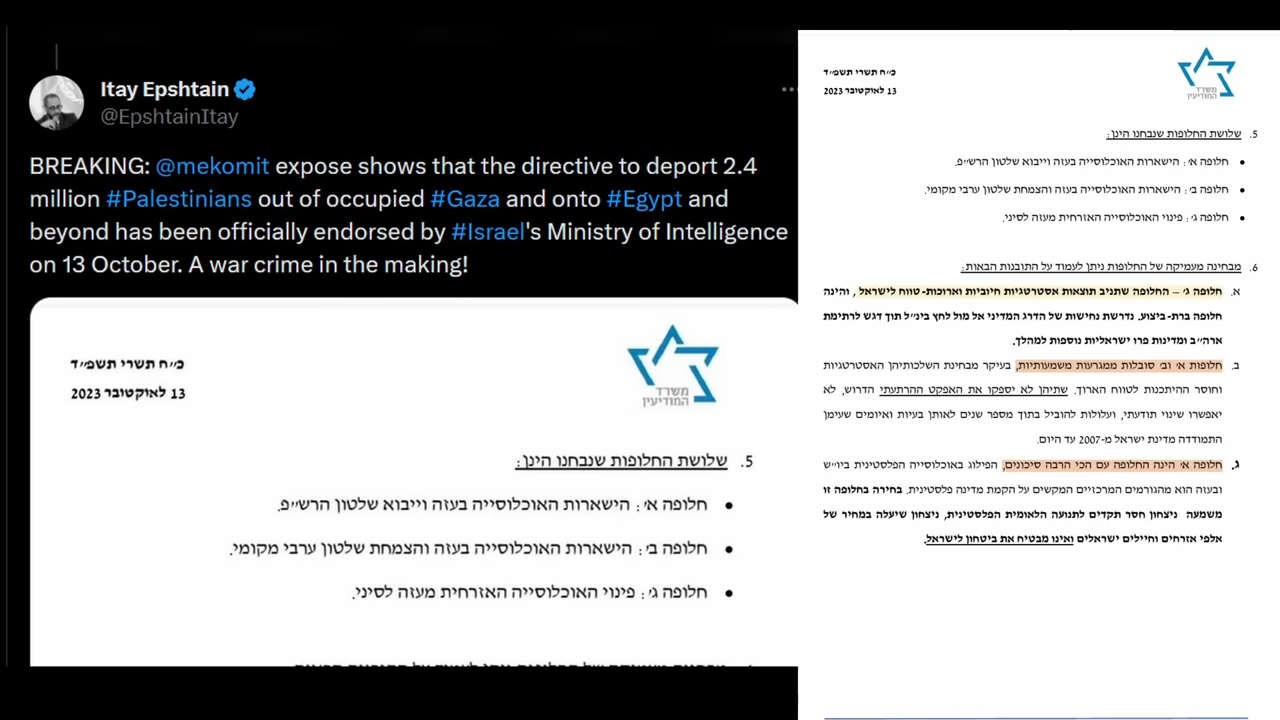 Itay Epshtain
@EpshtainItay
BREAKING: @mekomit expose shows that the directive to deport 2.4
million #Palestinians out of occupied #Gaza and onto #Egypt and
beyond has been officially endorsed by #Israel's Ministry of Intelligence
on 13 October. A war crime in the making!
כ״ח תשרי תשפ״ד
13 לאוקטובר 2023
משרד
המודיעין
5. שלושת החלופות שנבחנו הינן:
• חלופה א׳: הישארות האוכלוסייה בעזה וייבוא שלטון הרש״פ.
• חלופה ב׳: הישארות האוכלוסייה בעזה והצמחת שלטון ערבי מקומי.
• חלופה ג׳: פינוי האוכלוסייה האזרחית מעזה לסיני.
כ״ח תשרי תשפ״ד
13 לאוקטובר 2023
משרד
המודיעין
5. שלושת החלופות שנבחנו הינן:
• חלופה א׳: הישארות האוכלוסייה בעזה וייבוא שלטון הרש״פ.
• חלופה ב׳: הישארות האוכלוסייה בעזה והצמחת שלטון ערבי מקומי.
• חלופה ג׳: פינוי האוכלוסייה האזרחית מעזה לסיני.
6. מבחינה מעמיקה של החלופות ניתן לעמוד על התובנות הבאות:
א. חלופה ג׳ – החלופה שתניב תוצאות אסטרטגיות חיוביות וארוכות-טווח לישראל, והינה
חלופה ברת-ביצוע. נדרשת נחישות של הדרג המדיני אל מול לחץ בינ״ל תוך דגש לרתימת
ארה״ב ומדינות פרו ישראליות נוספות למהלך.
ב. חלופות א׳ וב׳ סובלות ממגרעות משמעותיות, בעיקר מבחינת השלכותיהן האסטרטגיות
וחוסר ההיתכנות לטווח הארוך. שתיהן לא יספקו את האפקט ההרתעתי הדרוש, לא
יאפשרו שינוי תודעתי, ועלולות להוביל בתוך מספר שנים לאותן בעיות ואיומים שעימן
התמודדה מדינת ישראל מ-2007 עד היום.
ג. חלופה א׳ הינה החלופה עם הכי הרבה סיכונים, הפילוג באוכלוסייה הפלסטינית ביו״ש
ובעזה הוא מהגורמים המרכזיים המקשים על הקמת מדינה פלסטינית. בחירה בחלופה זו
משמעה ניצחון חסר תקדים לתנועה הלאומית הפלסטינית, ניצחון שיעלה במחיר של
אלפי אזרחים וחיילים ישראלים ואינו מבטיח את ביטחון לישראל.